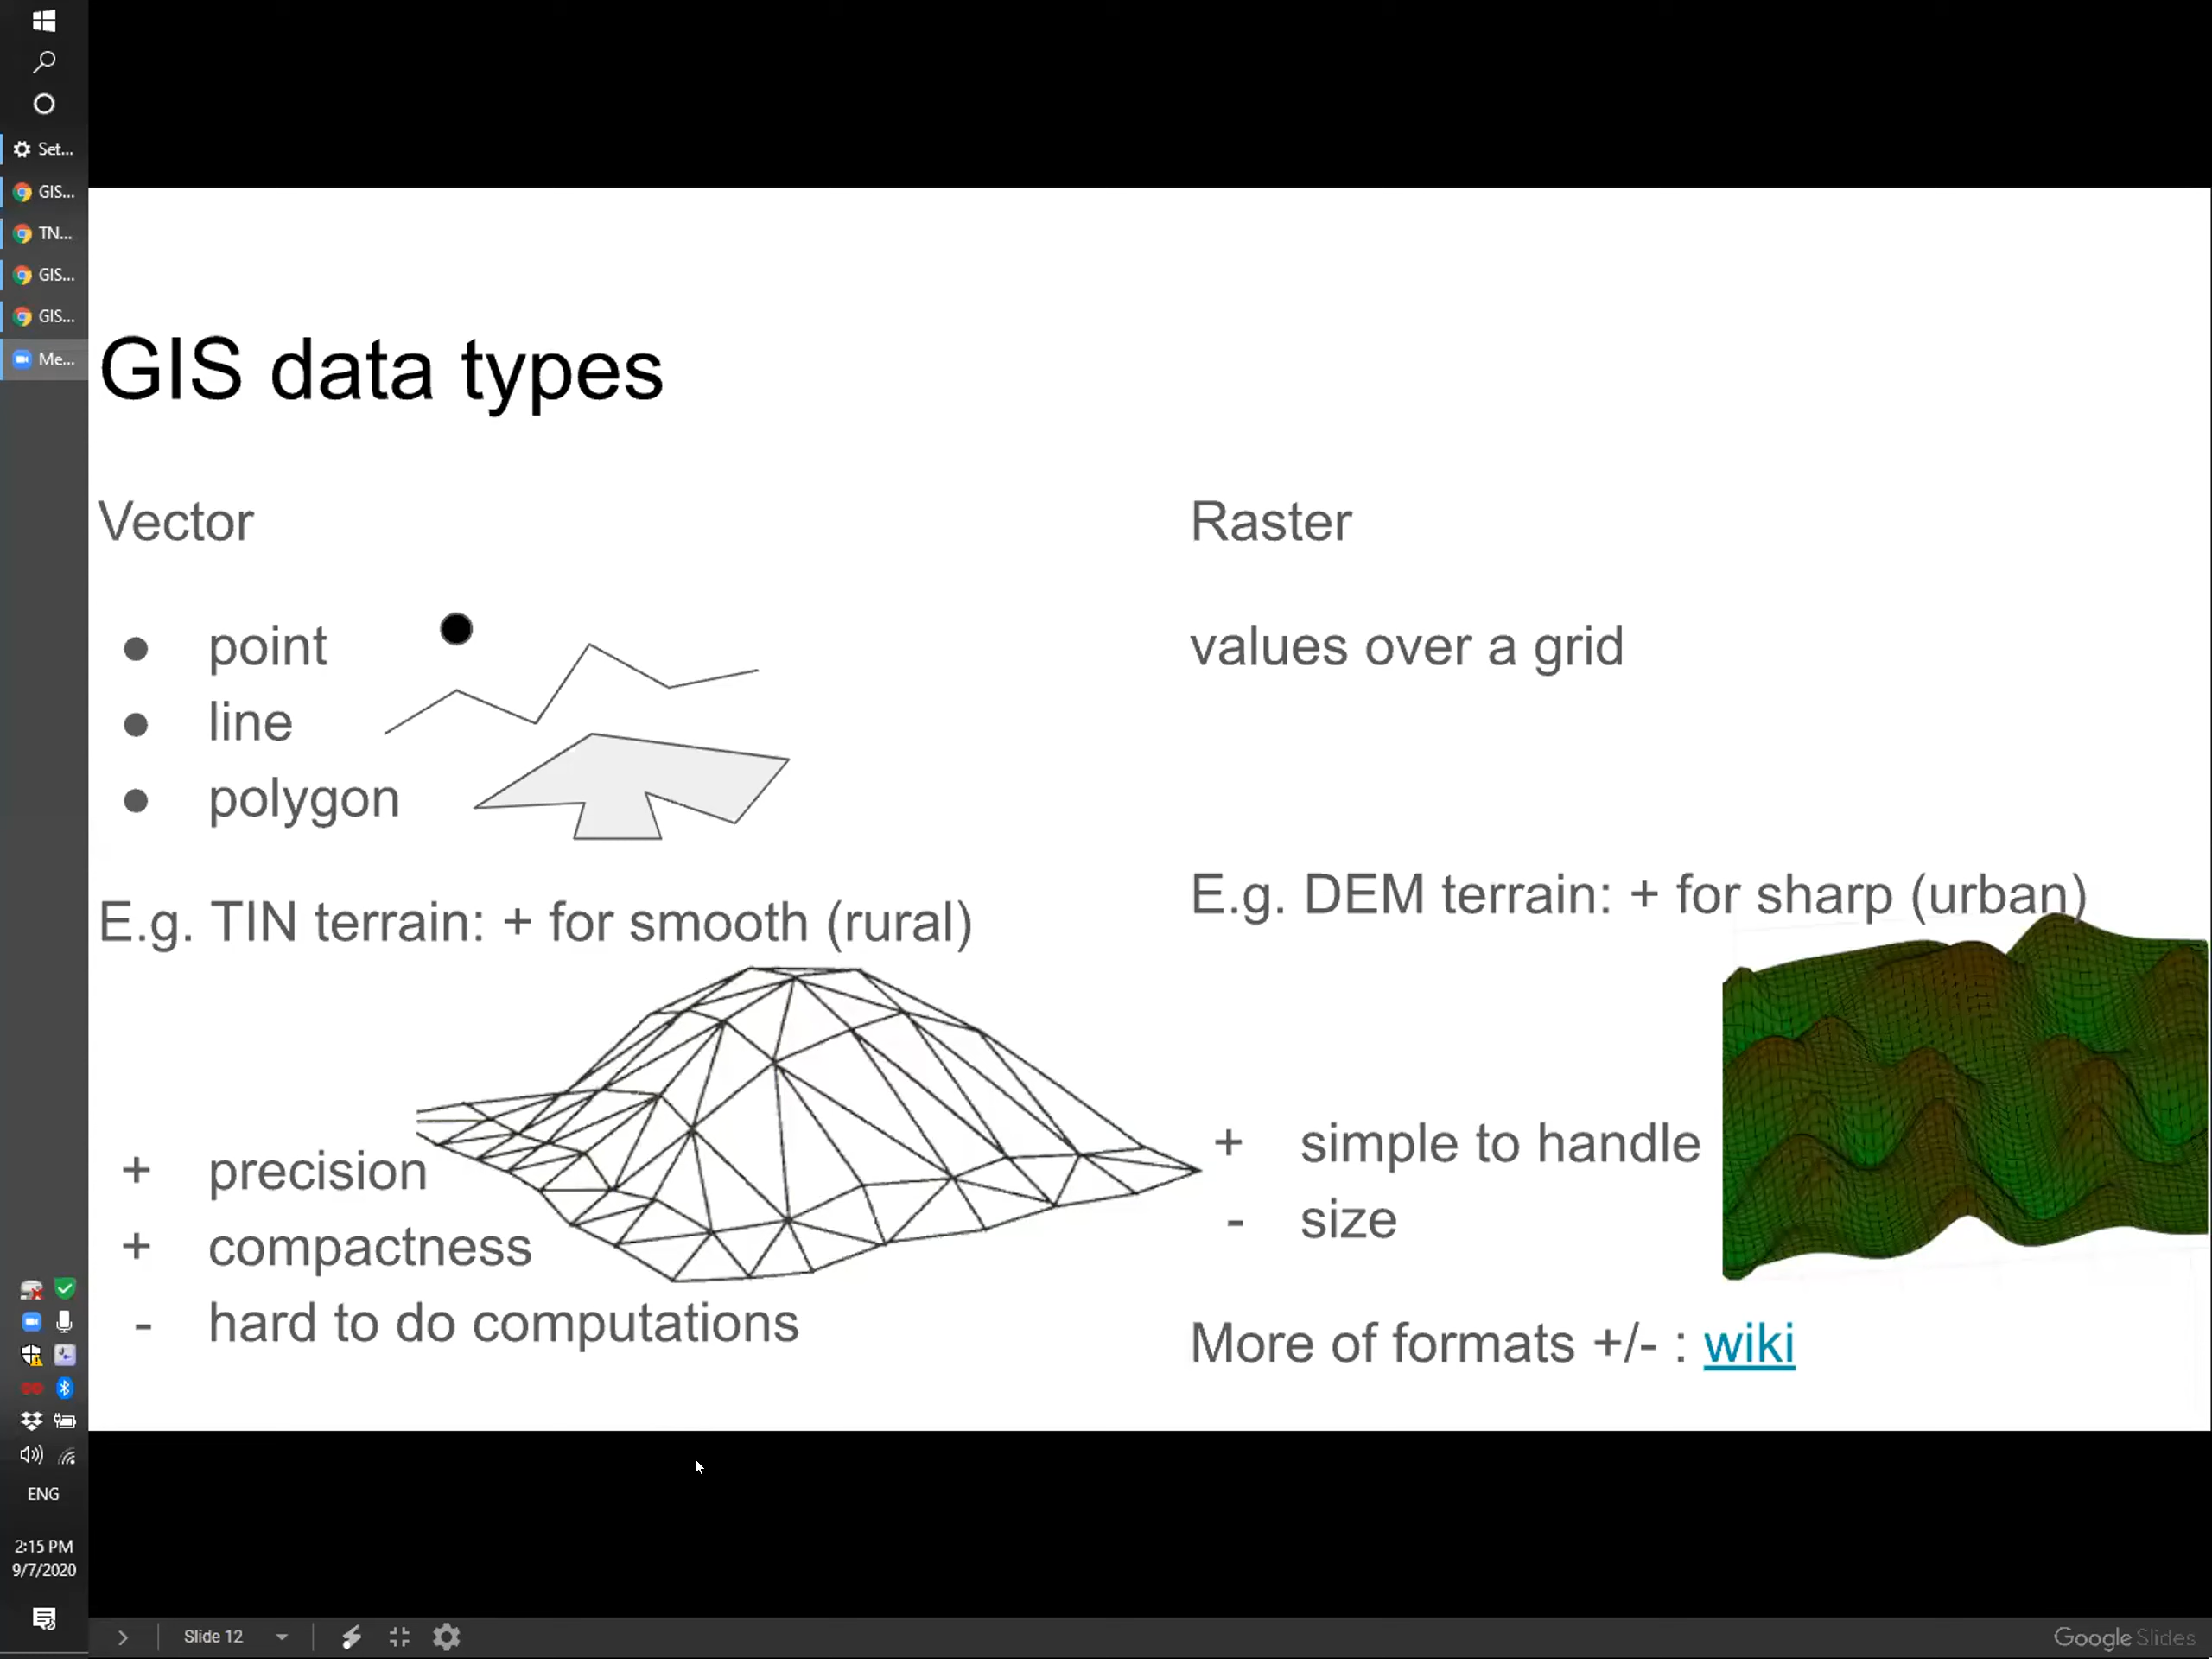 Set...
GIS...
TN...
GIS...
GIS...
Me...
GIS data types
Vector
● point
● line
● polygon
E.g. TIN terrain: + for smooth (rural)
+ precision
+ compactness
- hard to do computations
Raster
values over a grid
E.g. DEM terrain: + for sharp (urban)
+ simple to handle
- size
More of formats +/- : wiki
ENG
2:15 PM
9/7/2020
Slide 12
Google Slides